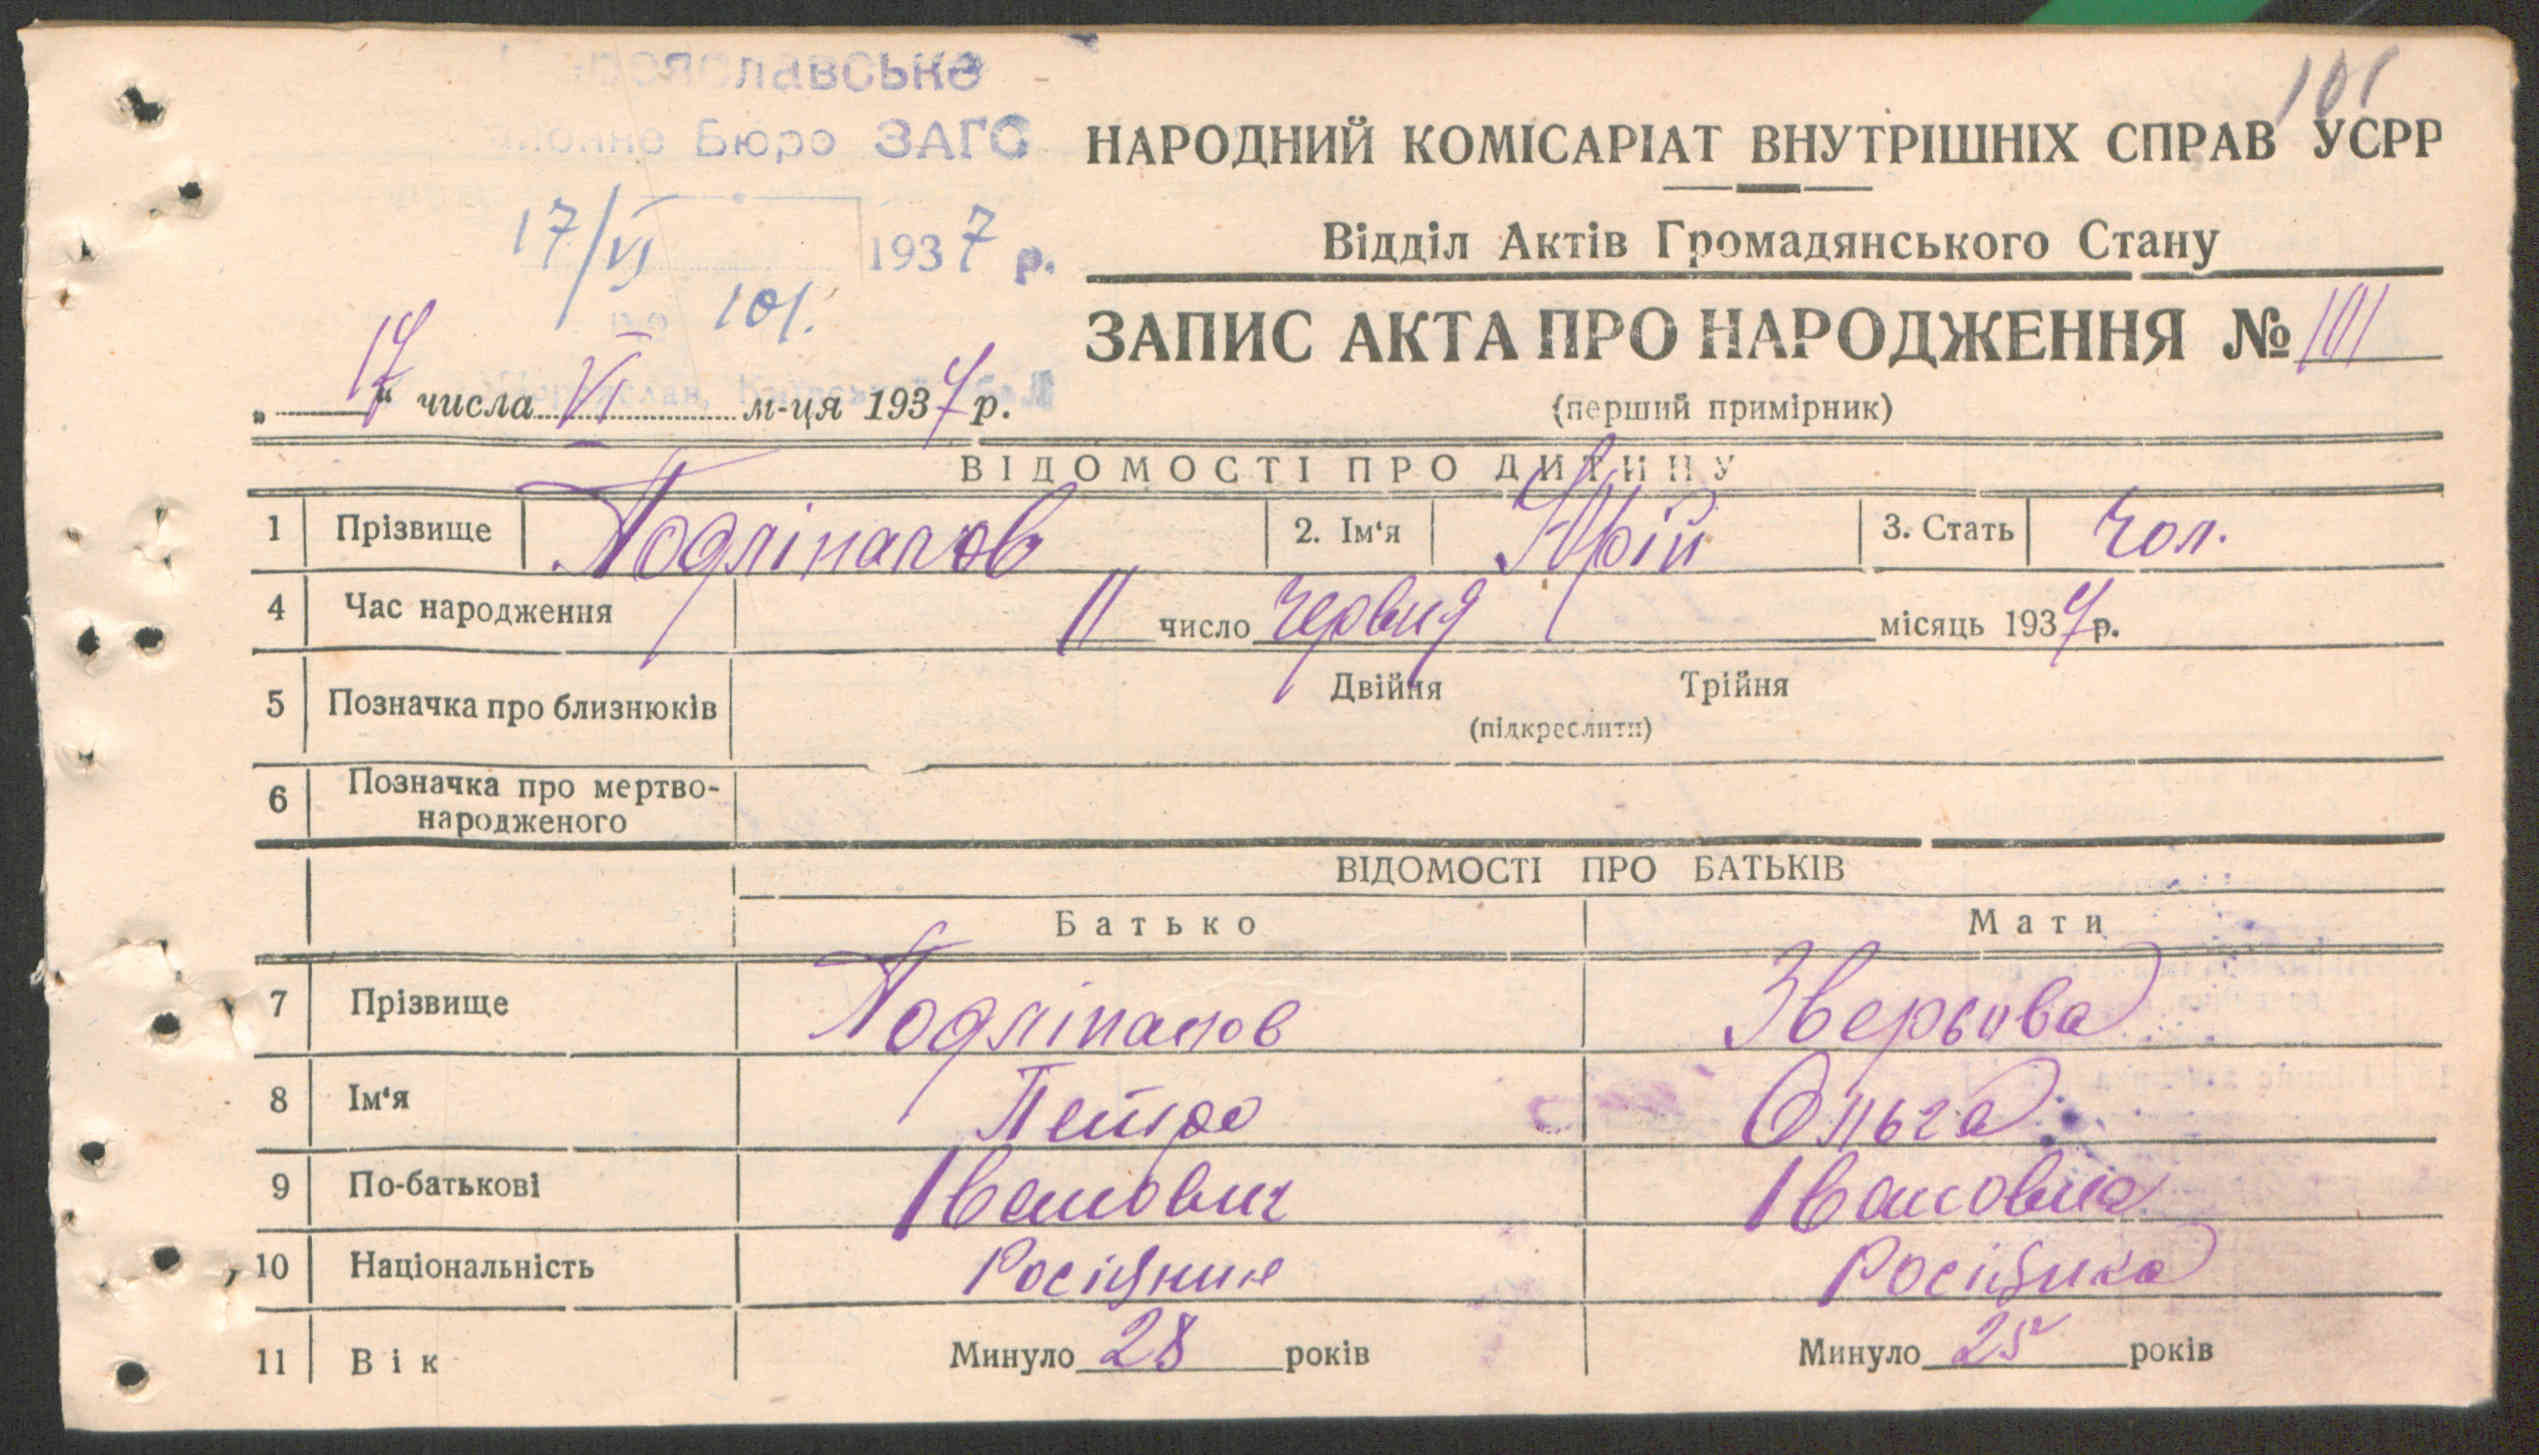 101
Бюро ЗАГС
НАРОДНИЙ КОМІСАРІАТ ВНУТРІШНІХ СПРАВ УСРР
17/VI 1937 р.
Відділ Актів Громадянського Стану
101.
ЗАПИС АКТА ПРО НАРОДЖЕННЯ № 101
„ 17 “ числа VI м-ця 1937 р.
(перший примірник)
ВІДОМОСТІ ПРО ДИТИНУ
1 Прізвище 2. Ім‘я Юрій 3. Стать чол.
4 Час народження 11 число червня місяць 1937 р.
5 Позначка про близнюків Двійня Трійня
(підкреслити)
6 Позначка про мертво-
народженого
ВІДОМОСТІ ПРО БАТЬКІВ
Батько Мати
7 Прізвище
8 Ім‘я Петро Ольга
9 По-батькові Іванович Івановна
10 Національність Росіянин Росіянка
11 Вік Минуло 28 років Минуло 25 років